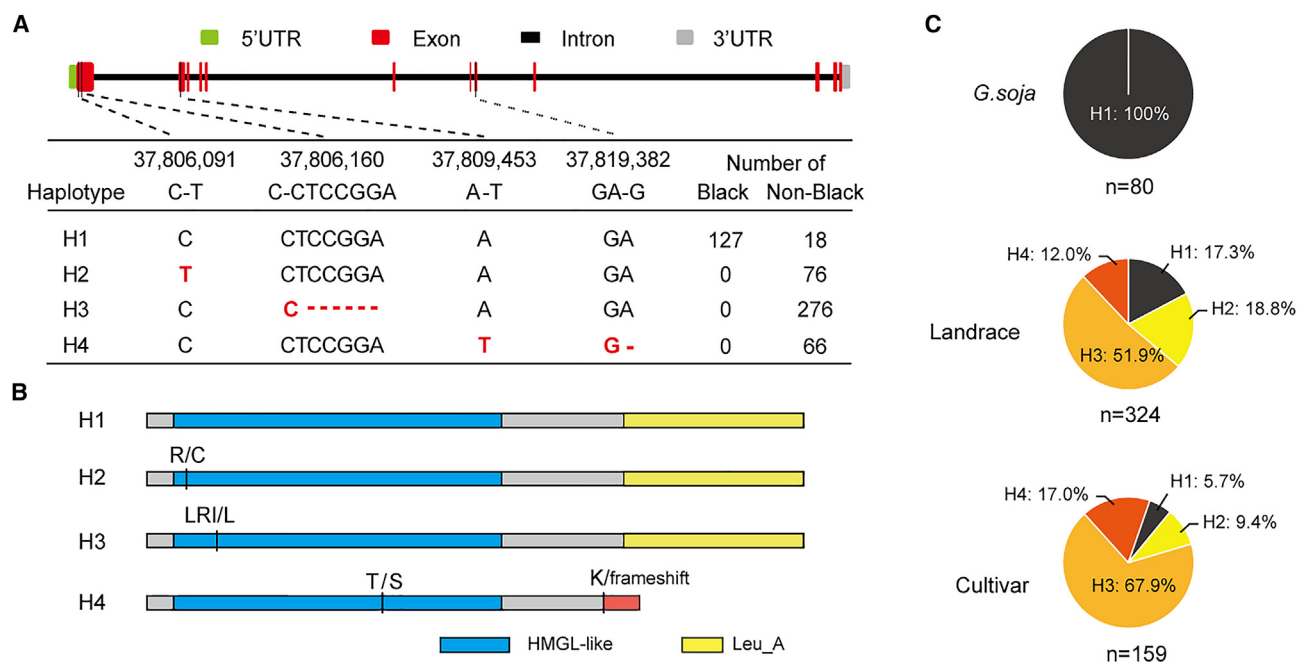 A
5'UTR Exon Intron 3'UTR
37,806,091 37,806,160 37,809,453 37,819,382 Number of
Haplotype C-T C-CTCCGGA A-T GA-G Black Non-Black
H1 C CTCCGGA A GA 127 18
H2 T CTCCGGA A GA 0 76
H3 C C ------ A GA 0 276
H4 C CTCCGGA T G - 0 66
B
H1
R/C
H2
LRI/L
H3
T/S K/frameshift
H4
HMGL-like Leu_A
C
G.soja
H1: 100%
n=80
H4: 12.0% H1: 17.3%
H2: 18.8%
Landrace
H3: 51.9%
n=324
H4: 17.0% H1: 5.7%
H2: 9.4%
Cultivar
H3: 67.9%
n=159